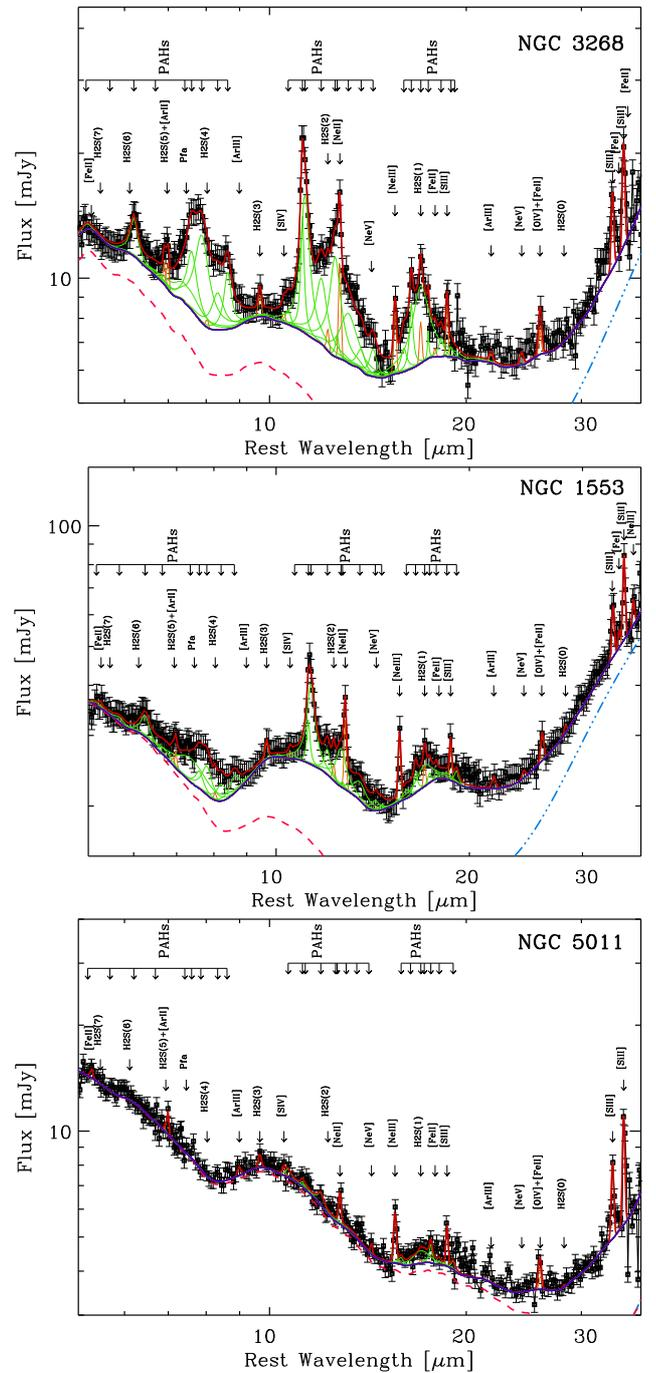 NGC 3268
PAHs
PAHs
PAHs
[FeII]
H2S(7)
H2S(6)
H2S(5)+[ArII]
Pfa
H2S(4)
[ArIII]
H2S(3)
[SIV]
H2S(2)
[NeII]
[NeV]
[NeIII]
H2S(1)
[FeII]
[SIII]
[ArIII]
[NeV]
[OIV]+[FeII]
H2S(0)
[SIII]
[FeI]
[SiII]
[FeII]
Flux [mJy]
10
10
20
30
Rest Wavelength [μm]
NGC 1553
PAHs
PAHs
PAHs
[FeII]
H2S(7)
H2S(6)
H2S(5)+[ArII]
Pfa
H2S(4)
[ArIII]
H2S(3)
[SIV]
H2S(2)
[NeII]
[NeV]
[NeIII]
H2S(1)
[FeII]
[SIII]
[ArIII]
[NeV]
[OIV]+[FeII]
H2S(0)
[SIII]
[FeI]
[SiII]
[NeIII]
Flux [mJy]
100
10
20
30
Rest Wavelength [μm]
NGC 5011
PAHs
PAHs
PAHs
[FeII]
H2S(7)
H2S(6)
H2S(5)+[ArII]
Pfa
H2S(4)
[ArIII]
H2S(3)
[SIV]
H2S(2)
[NeII]
[NeV]
[NeIII]
H2S(1)
[FeII]
[SIII]
[ArIII]
[NeV]
[OIV]+[FeII]
H2S(0)
[SIII]
[SiII]
Flux [mJy]
10
10
20
30
Rest Wavelength [μm]